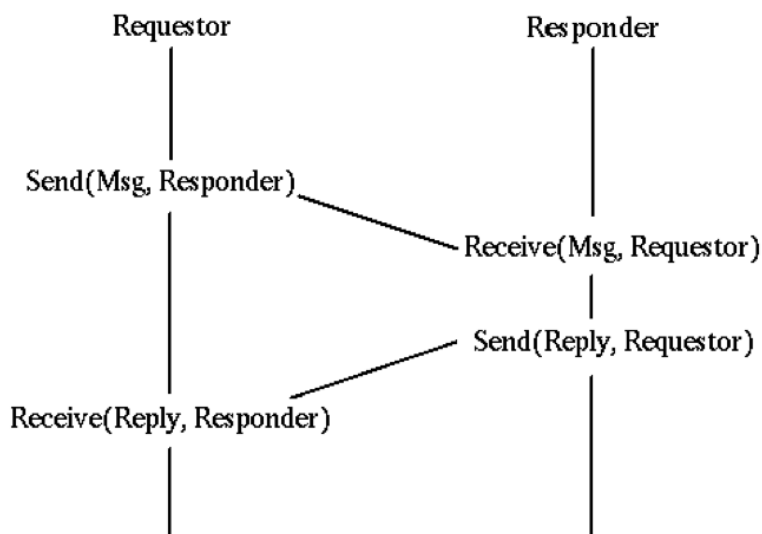 Requestor
Responder
Send(Msg, Responder)
Receive(Msg, Requestor)
Send(Reply, Requestor)
Receive(Reply, Responder)